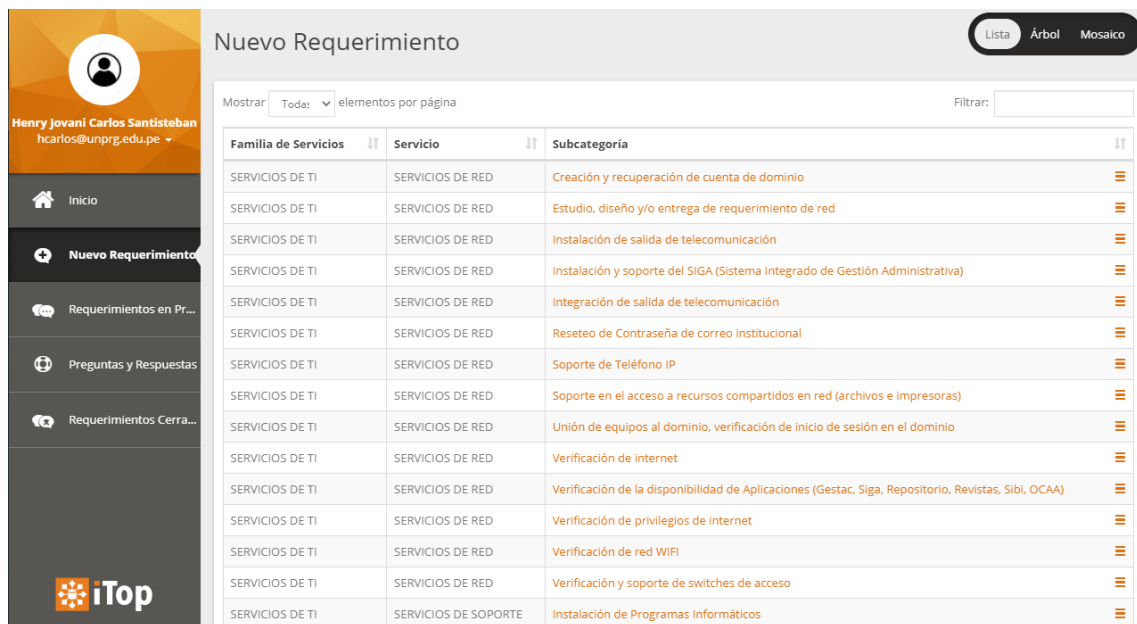 Henry Jovani Carlos Santisteban
hcarlos@unprg.edu.pe
Inicio
Nuevo Requerimiento
Requerimientos en Pr...
Preguntas y Respuestas
Requerimientos Cerra...
iTop
Nuevo Requerimiento
Lista Árbol Mosaico
Mostrar Todas elementos por página Filtrar:
Familia de Servicios Servicio Subcategoría
SERVICIOS DE TI SERVICIOS DE RED Creación y recuperación de cuenta de dominio
SERVICIOS DE TI SERVICIOS DE RED Estudio, diseño y/o entrega de requerimiento de red
SERVICIOS DE TI SERVICIOS DE RED Instalación de salida de telecomunicación
SERVICIOS DE TI SERVICIOS DE RED Instalación y soporte del SIGA (Sistema Integrado de Gestión Administrativa)
SERVICIOS DE TI SERVICIOS DE RED Integración de salida de telecomunicación
SERVICIOS DE TI SERVICIOS DE RED Reseteo de Contraseña de correo institucional
SERVICIOS DE TI SERVICIOS DE RED Soporte de Teléfono IP
SERVICIOS DE TI SERVICIOS DE RED Soporte en el acceso a recursos compartidos en red (archivos e impresoras)
SERVICIOS DE TI SERVICIOS DE RED Unión de equipos al dominio, verificación de inicio de sesión en el dominio
SERVICIOS DE TI SERVICIOS DE RED Verificación de internet
SERVICIOS DE TI SERVICIOS DE RED Verificación de la disponibilidad de Aplicaciones (Gestac, Siga, Repositorio, Revistas, Sibi, OCAA)
SERVICIOS DE TI SERVICIOS DE RED Verificación de privilegios de internet
SERVICIOS DE TI SERVICIOS DE RED Verificación de red WIFI
SERVICIOS DE TI SERVICIOS DE RED Verificación y soporte de switches de acceso
SERVICIOS DE TI SERVICIOS DE SOPORTE Instalación de Programas Informáticos